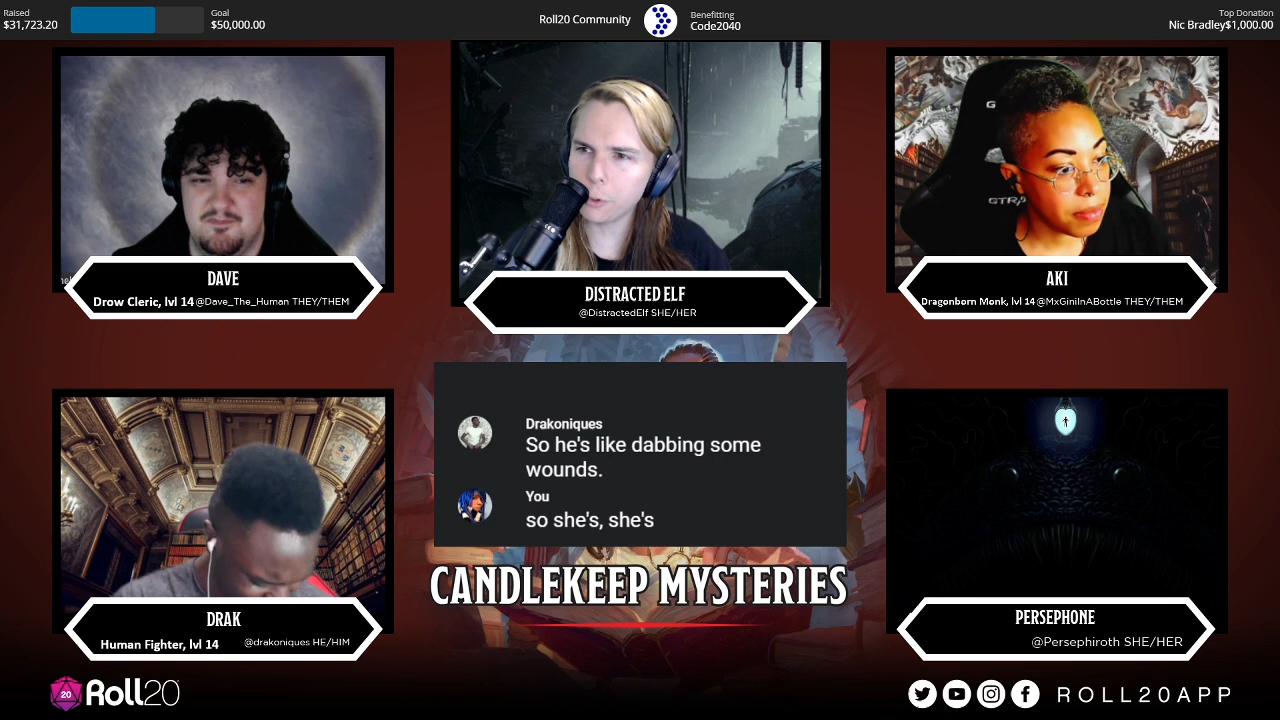 Raised
$31,723.20
Goal
$50,000.00
Roll20 Community
Benefitting
Code2040
Top Donation
Nic Bradley$1,000.00
DAVE
Drow Cleric, lvl 14 @Dave_The_Human THEY/THEM
DISTRACTED ELF
@DistractedElf SHE/HER
AKI
Dragonborn Monk, lvl 14 @MxGiniInABottle THEY/THEM
Drakoniques
So he's like dabbing some
wounds.
You
so she's, she's
CANDLEKEEP MYSTERIES
DRAK
Human Fighter, lvl 14 @drakoniques HE/HIM
PERSEPHONE
@Persephiroth SHE/HER
20 Roll20
ROLL20APP